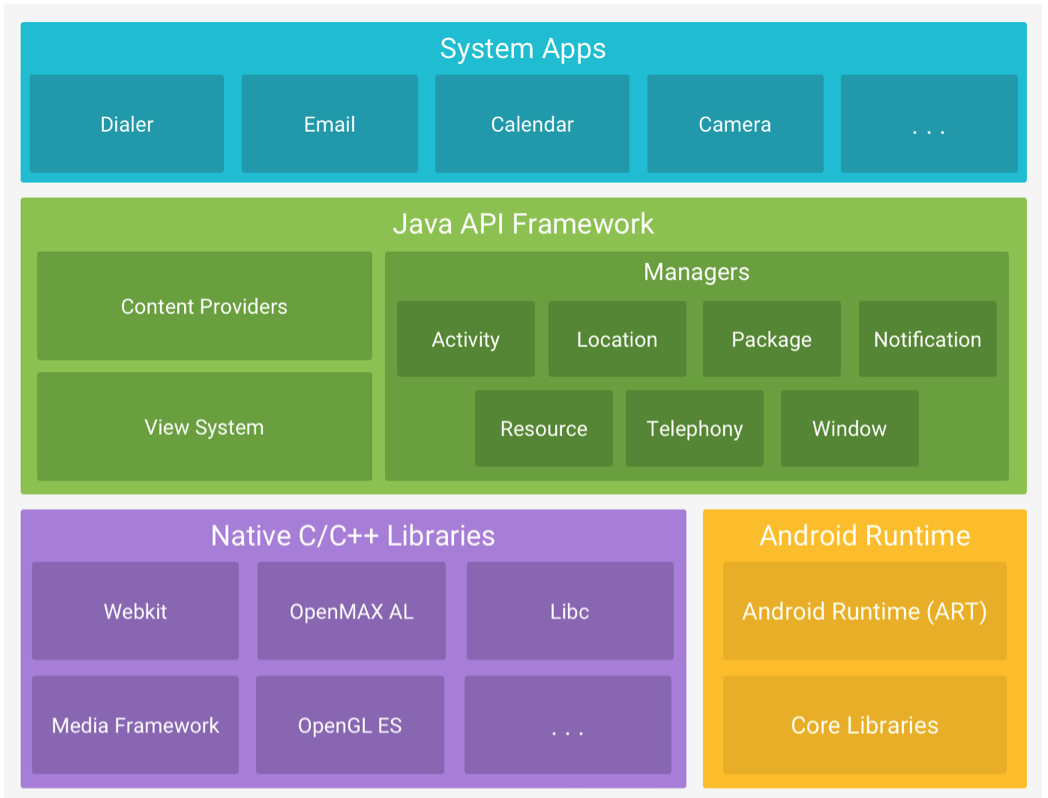 System Apps
Dialer
Email
Calendar
Camera
. . .
Java API Framework
Content Providers
View System
Managers
Activity
Location
Package
Notification
Resource
Telephony
Window
Native C/C++ Libraries
Webkit
OpenMAX AL
Libc
Media Framework
OpenGL ES
. . .
Android Runtime
Android Runtime (ART)
Core Libraries